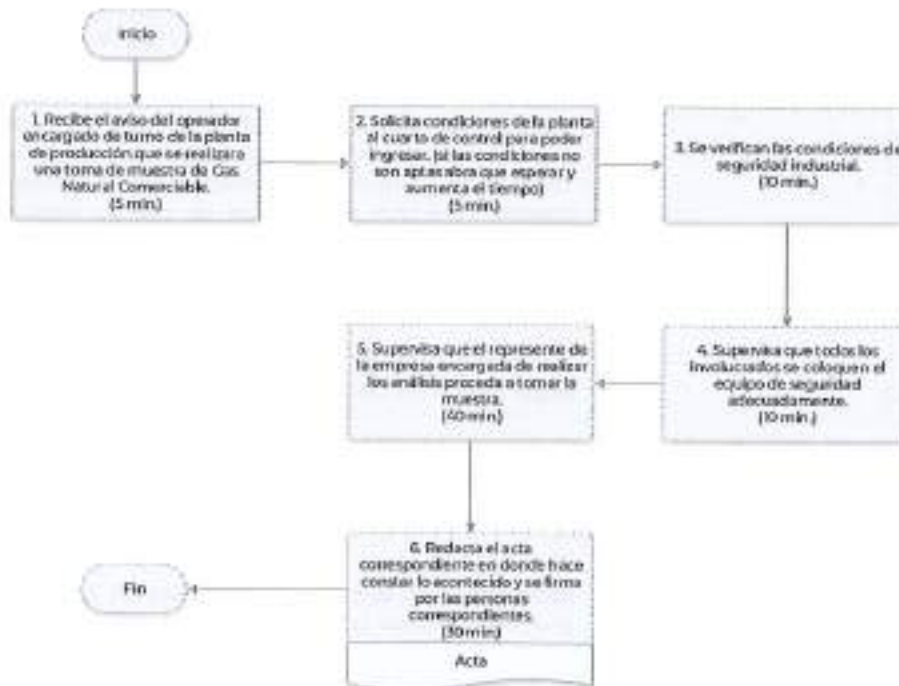 inicio
1. Recibe el aviso del operador
encargado de turno de la planta
de producción que se realizara
una toma de muestra de Gas
Natural Comerciable.
(5 min.)
2. Solicita condiciones de la planta
al cuarto de control para poder
ingresar. (si las condiciones no
son aptas abra que esperar y
aumenta el tiempo)
(5 min.)
3. Se verifican las condiciones de
seguridad industrial.
(10 min.)
4. Supervisa que todos los
involucrados se coloquen el
equipo de seguridad
adecuadamente.
(10 min.)
5. Supervisa que el represente de
la empresa encargada de realizar
los análisis proceda a tomar la
muestra.
(40 min.)
6. Redacta el acta
correspondiente en donde hace
constar lo acontecido y se firma
por las personas
correspondientes.
(30 min.)
Acta
Fin